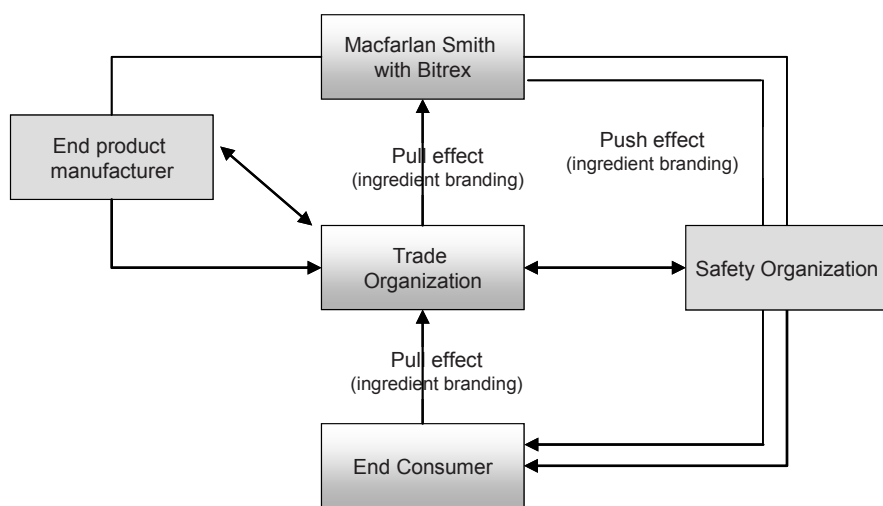 Macfarlan Smith
with Bitrex
End product
manufacturer
Pull effect
(ingredient branding)
Push effect
(ingredient branding)
Trade
Organization
Safety Organization
Pull effect
(ingredient branding)
End Consumer